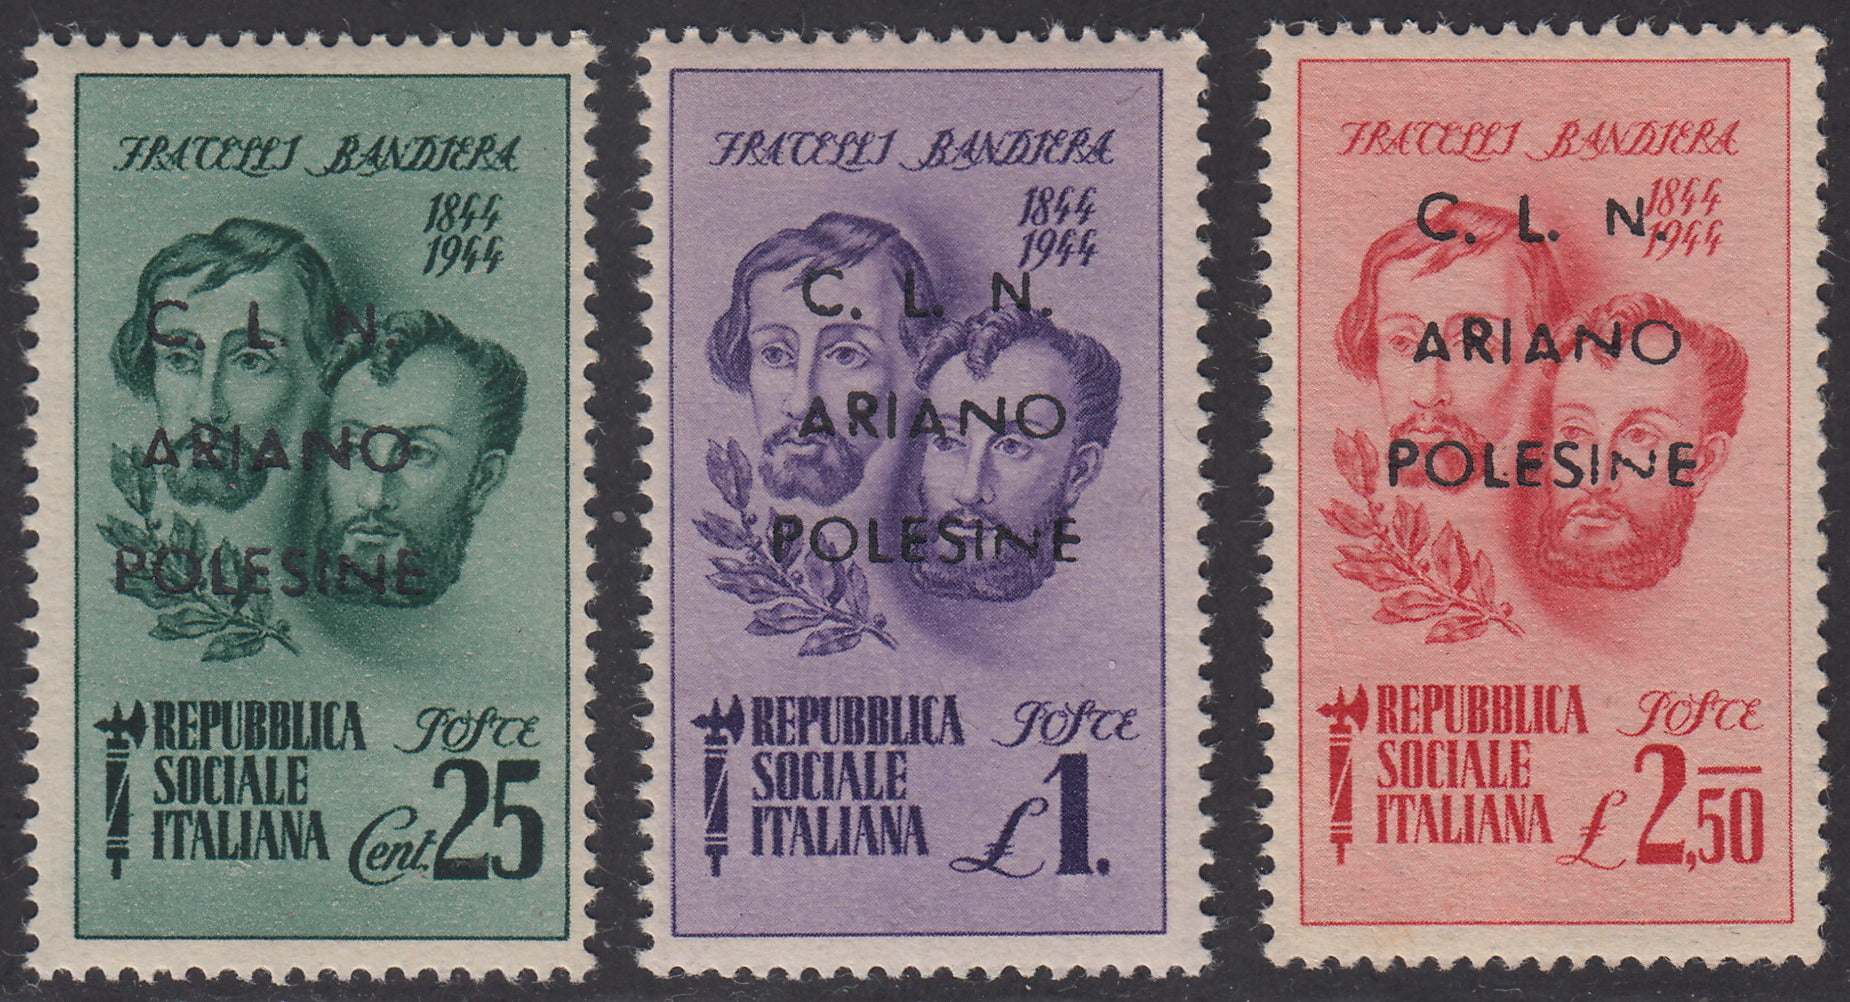 FRATELLI BANDIERA
1844
1944
C. L. N.
ARIANO
POLESINE
REPUBBLICA
SOCIALE
ITALIANA
POSTE
Cent. 25
FRATELLI BANDIERA
1844
1944
C. L. N.
ARIANO
POLESINE
REPUBBLICA
SOCIALE
ITALIANA
POSTE
£ 1.
FRATELLI BANDIERA
1844
1944
C. L. N.
ARIANO
POLESINE
REPUBBLICA
SOCIALE
ITALIANA
POSTE
£ 2,50